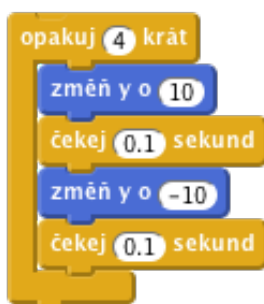 opakuj 4 krát
změň y o 10
čekej 0.1 sekund
změň y o -10
čekej 0.1 sekund